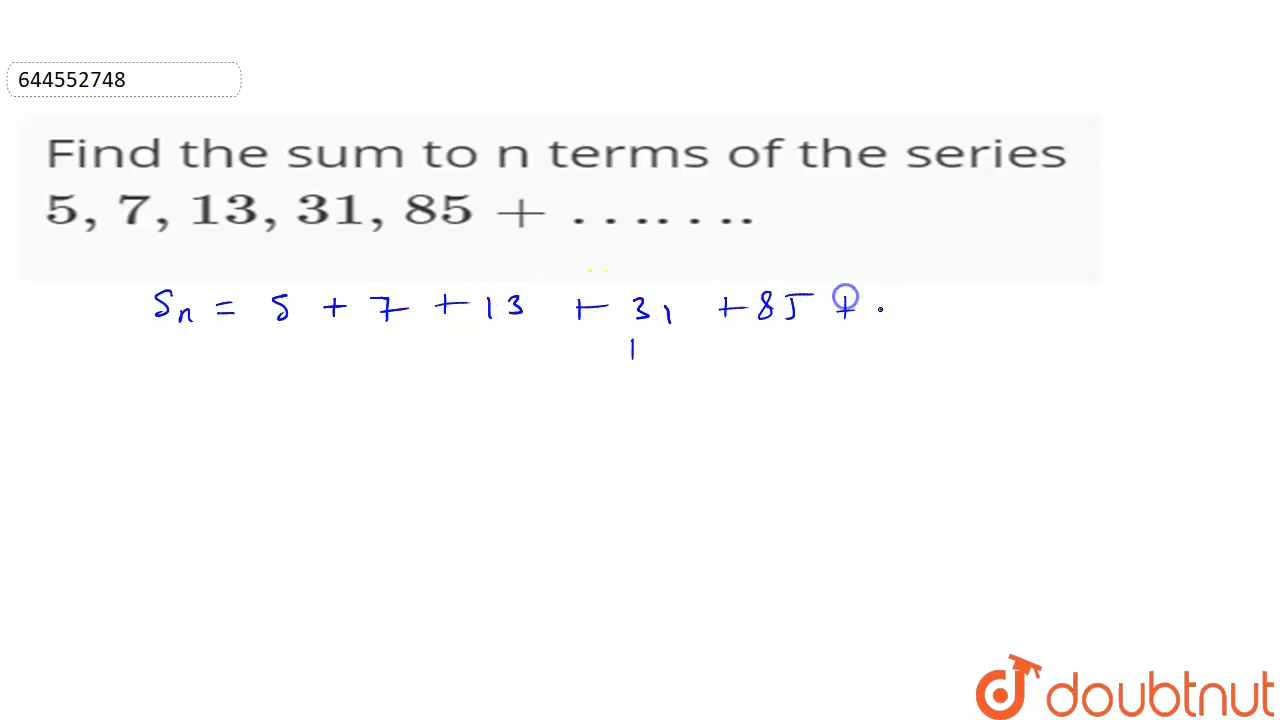 644552748
Find the sum to n terms of the series
5, 7, 13, 31, 85 + .......
Sn = 5 + 7 + 13 + 31 + 85 + .
1
doubtnut